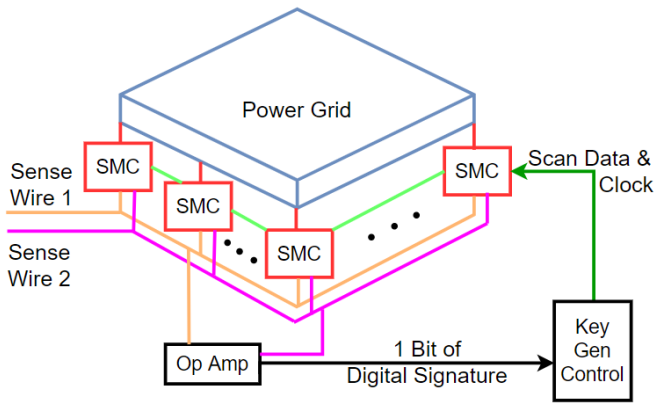 Power Grid
SMC
SMC
SMC
SMC
Scan Data &
Clock
Sense
Wire 1
Sense
Wire 2
Op Amp
1 Bit of
Digital Signature
Key
Gen
Control